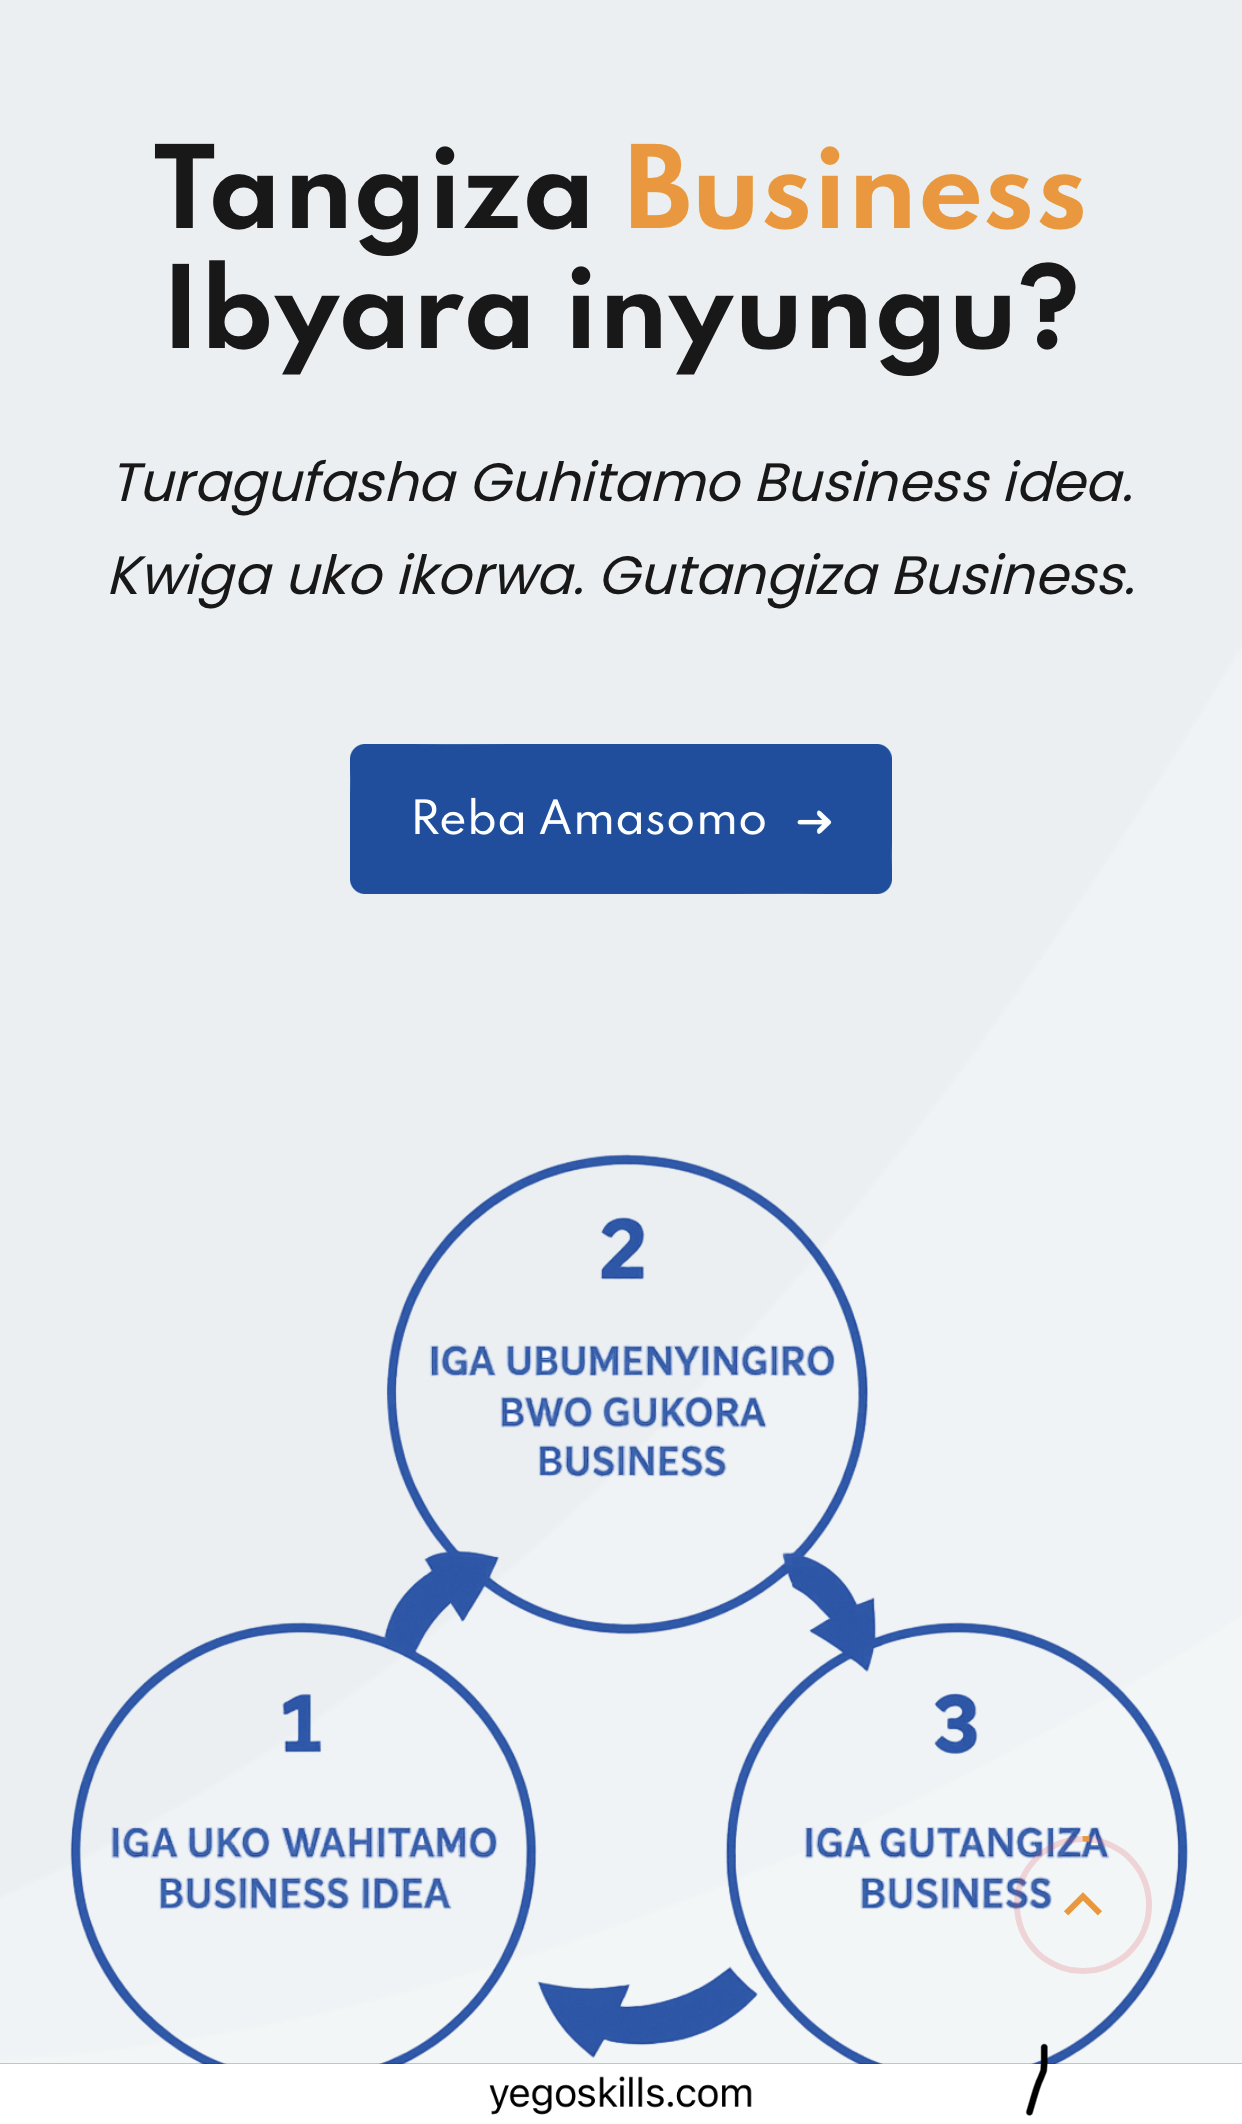 Tangiza Business
Ibyara inyungu?
Turagufasha Guhitamo Business idea.
Kwiga uko ikorwa. Gutangiza Business.
Reba Amasomo →
2
IGA UBUMENYINGIRO
BWO GUKORA
BUSINESS
1
IGA UKO WAHITAMO
BUSINESS IDEA
3
IGA GUTANGIZA
BUSINESS
yegoskills.com